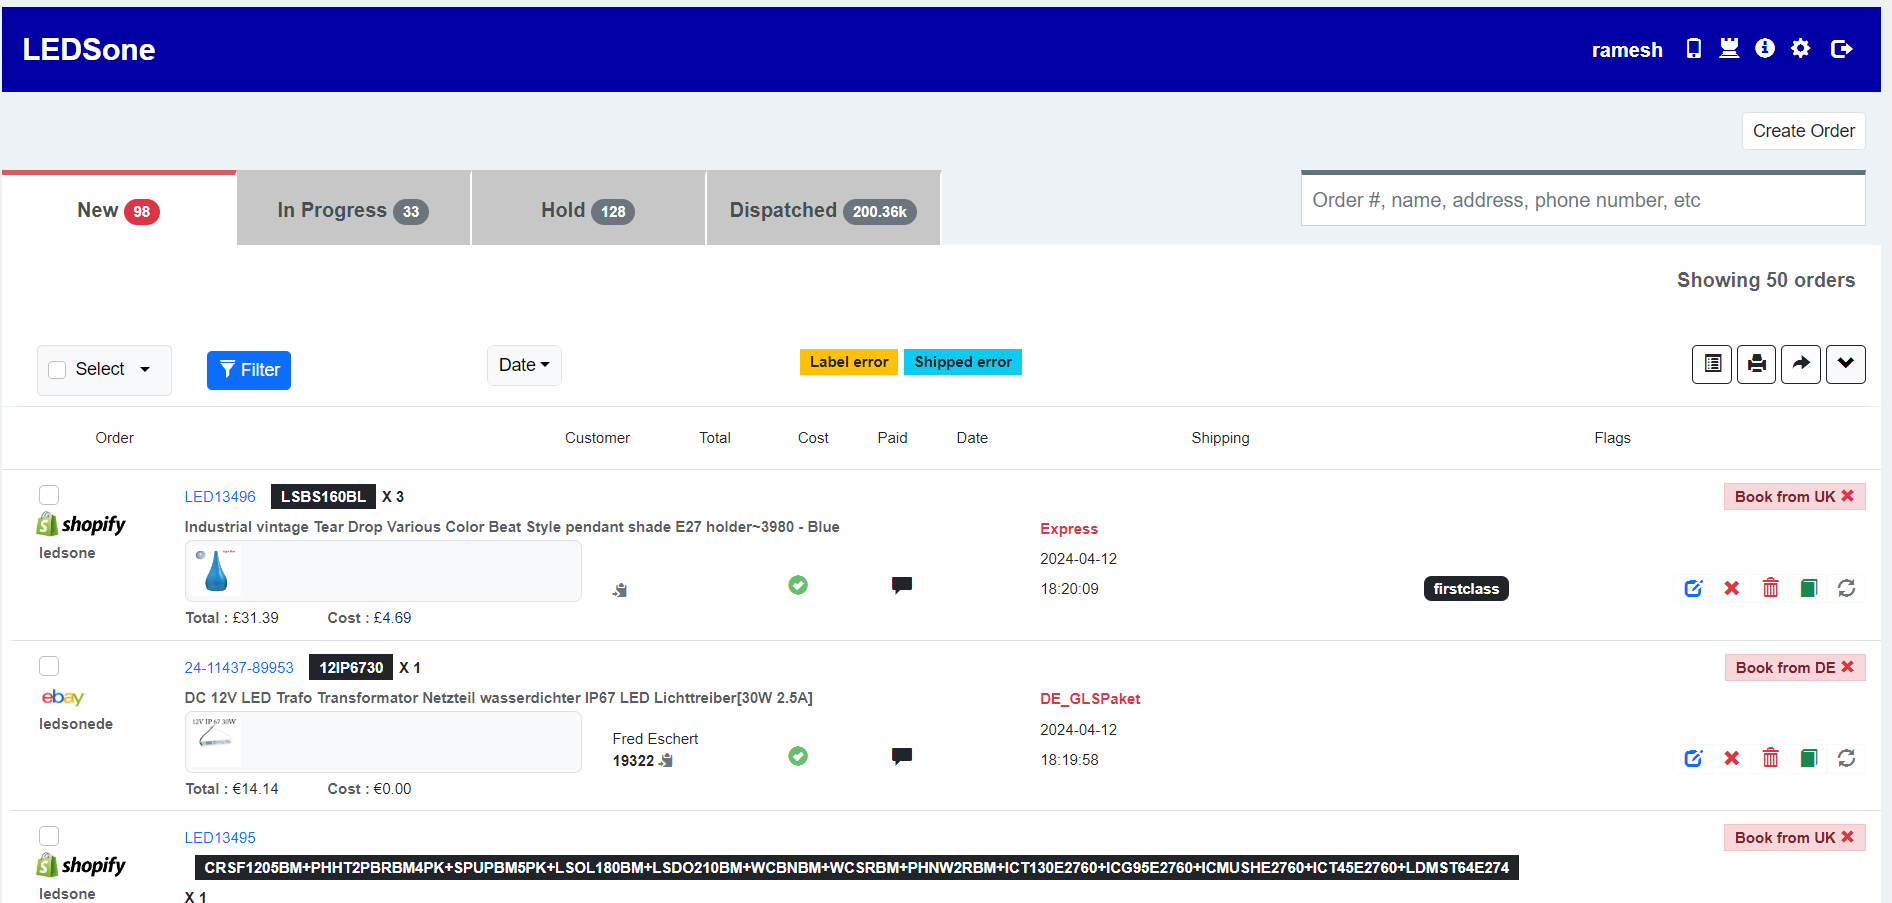 LEDSone
ramesh
Create Order
New 98
In Progress 33
Hold 128
Dispatched 200.36k
Order #, name, address, phone number, etc
Showing 50 orders
Select
Filter
Date
Label error
Shipped error
Order Customer Total Cost Paid Date Shipping Flags
LED13496 LSBS160BL X 3
Book from UK
shopify
ledsone
Industrial vintage Tear Drop Various Color Beat Style pendant shade E27 holder~3980 - Blue
Express
2024-04-12
18:20:09
firstclass
Total : £31.39 Cost : £4.69
24-11437-89953 12IP6730 X 1
Book from DE
ebay
ledsonede
DC 12V LED Trafo Transformator Netzteil wasserdichter IP67 LED Lichttreiber[30W 2.5A]
12V IP 67 30W
Fred Eschert
19322
DE_GLSPaket
2024-04-12
18:19:58
Total : €14.14 Cost : €0.00
LED13495
Book from UK
shopify
ledsone
CRSF1205BM+PHHT2PBRBM4PK+SPUPBM5PK+LSOL180BM+LSDO210BM+WCBNBM+WCSRBM+PHNW2RBM+ICT130E2760+ICG95E2760+ICMUSHE2760+ICT45E2760+LDMST64E274
X 1